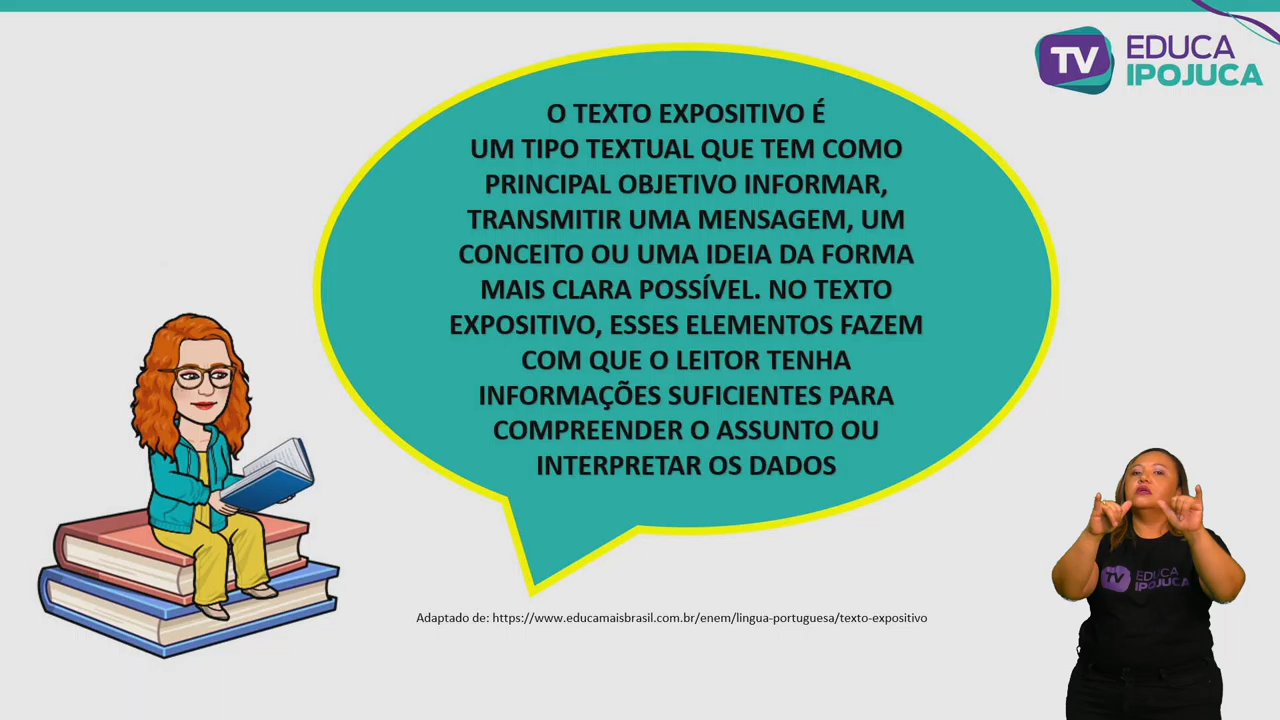 TV EDUCA
IPOJUCA
O TEXTO EXPOSITIVO É
UM TIPO TEXTUAL QUE TEM COMO
PRINCIPAL OBJETIVO INFORMAR,
TRANSMITIR UMA MENSAGEM, UM
CONCEITO OU UMA IDEIA DA FORMA
MAIS CLARA POSSÍVEL. NO TEXTO
EXPOSITIVO, ESSES ELEMENTOS FAZEM
COM QUE O LEITOR TENHA
INFORMAÇÕES SUFICIENTES PARA
COMPREENDER O ASSUNTO OU
INTERPRETAR OS DADOS
TV EDUCA
IPOJUCA
Adaptado de: https://www.educamaisbrasil.com.br/enem/lingua-portuguesa/texto-expositivo